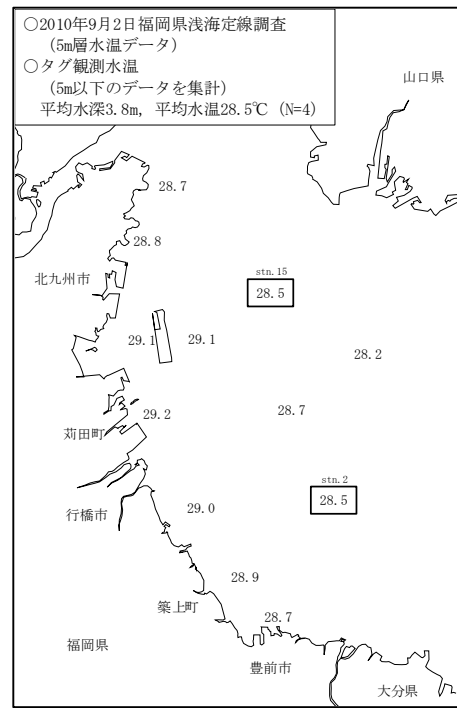 ○2010年9月2日福岡県浅海定線調査
（5m層水温データ）
○タグ観測水温
（5m以下のデータを集計）
平均水深3.8m，平均水温28.5℃（N=4）
山口県
28.7
28.8
北九州市
stn.15
28.5
29.1
29.1
28.2
29.2
28.7
苅田町
stn.2
28.5
29.0
行橋市
28.9
築上町
28.7
福岡県
豊前市
大分県